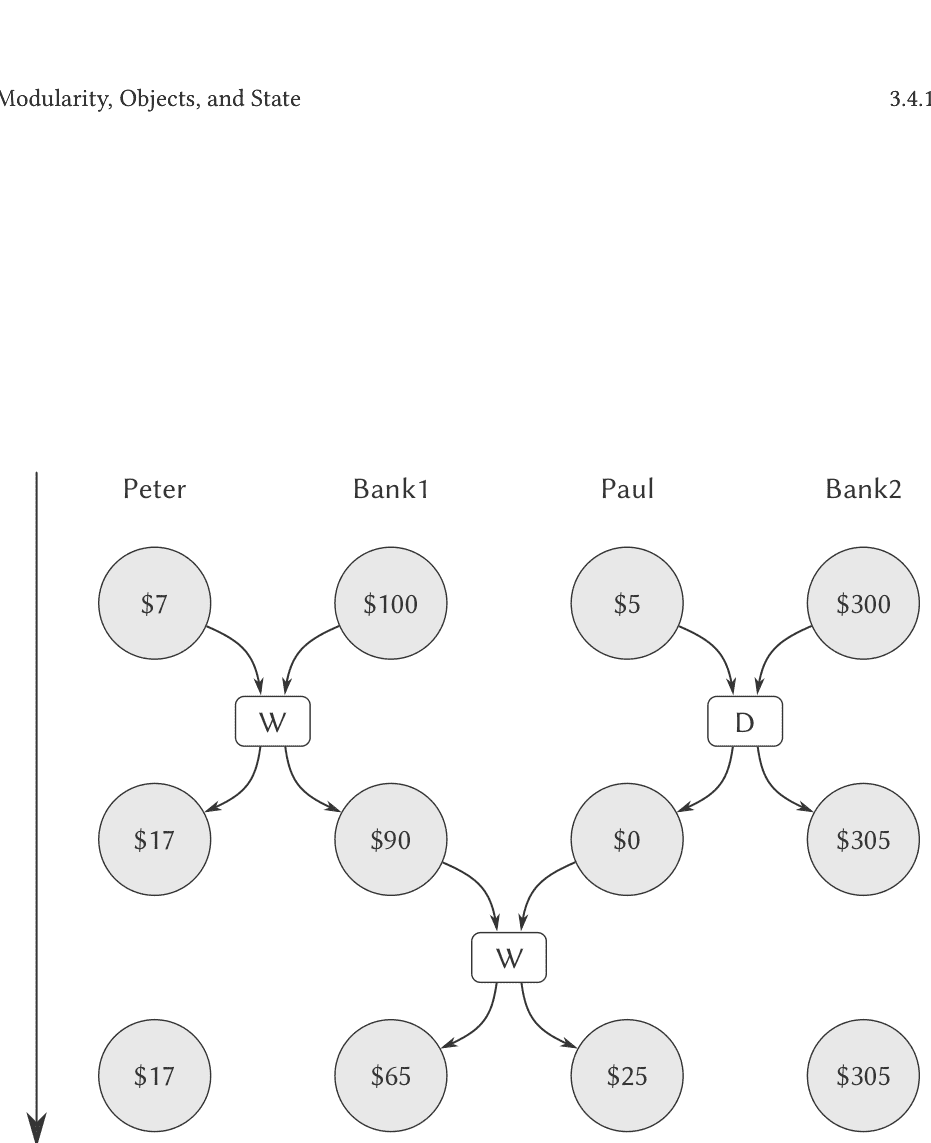 Modularity, Objects, and State 3.4.1
Peter Bank1 Paul Bank2
$7 $100 $5 $300
W D
$17 $90 $0 $305
W
$17 $65 $25 $305